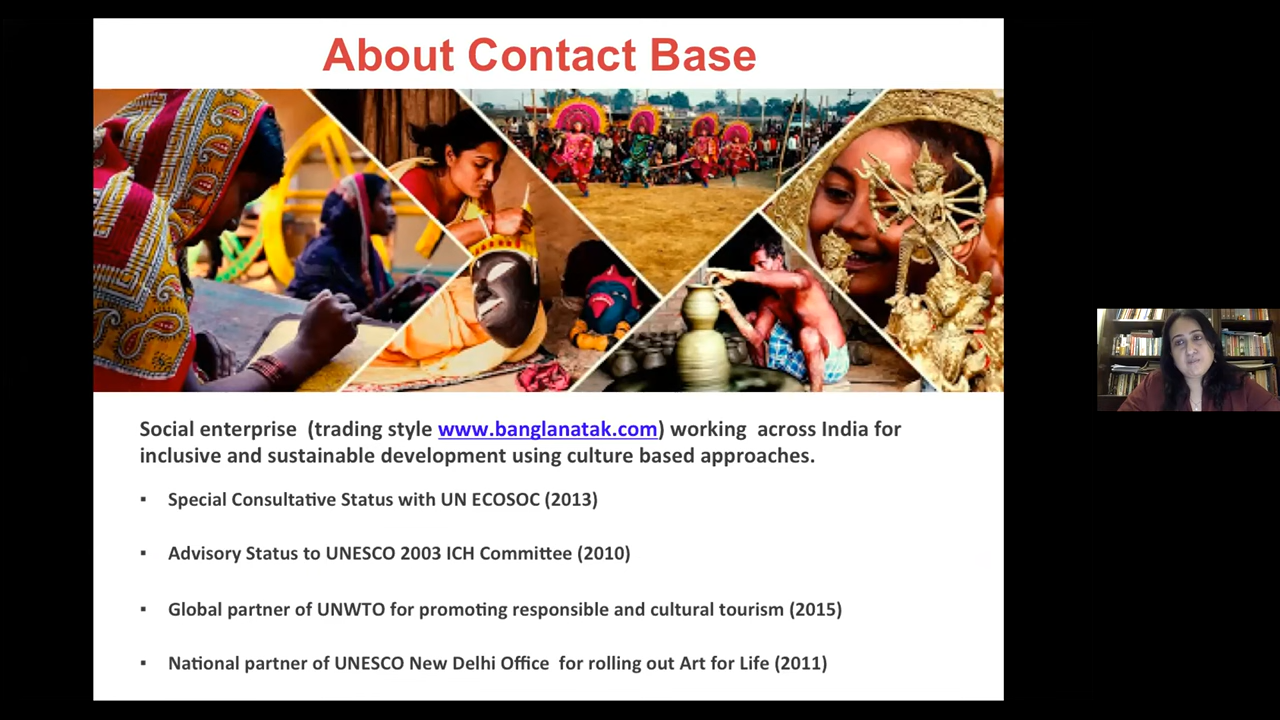 About Contact Base
Social enterprise (trading style www.banglanatak.com) working across India for
inclusive and sustainable development using culture based approaches.
▪ Special Consultative Status with UN ECOSOC (2013)
▪ Advisory Status to UNESCO 2003 ICH Committee (2010)
▪ Global partner of UNWTO for promoting responsible and cultural tourism (2015)
▪ National partner of UNESCO New Delhi Office for rolling out Art for Life (2011)